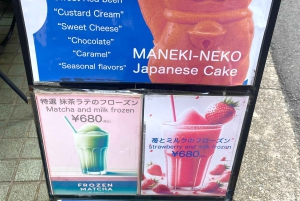 "Custard Cream"
"Sweet Cheese"
"Chocolate"
"Caramel"
"Seasonal flavors"
MANEKI-NEKO
Japanese Cake
特選 抹茶ラテのフローズン
Matcha and milk frozen
¥680
FROZEN
MATCHA
苺とミルクのフローズン
Strawberry and milk frozen
¥680